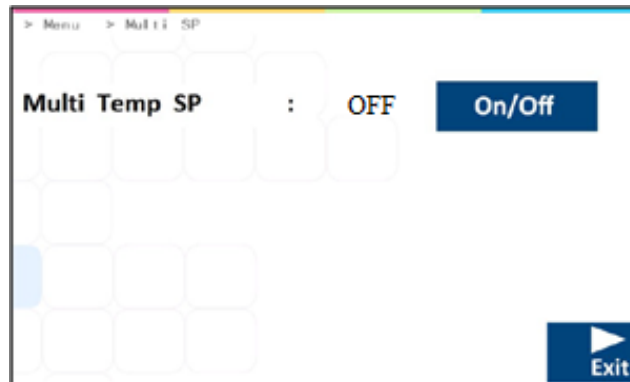 > Menu > Multi SP
Multi Temp SP : OFF On/Off
Exit